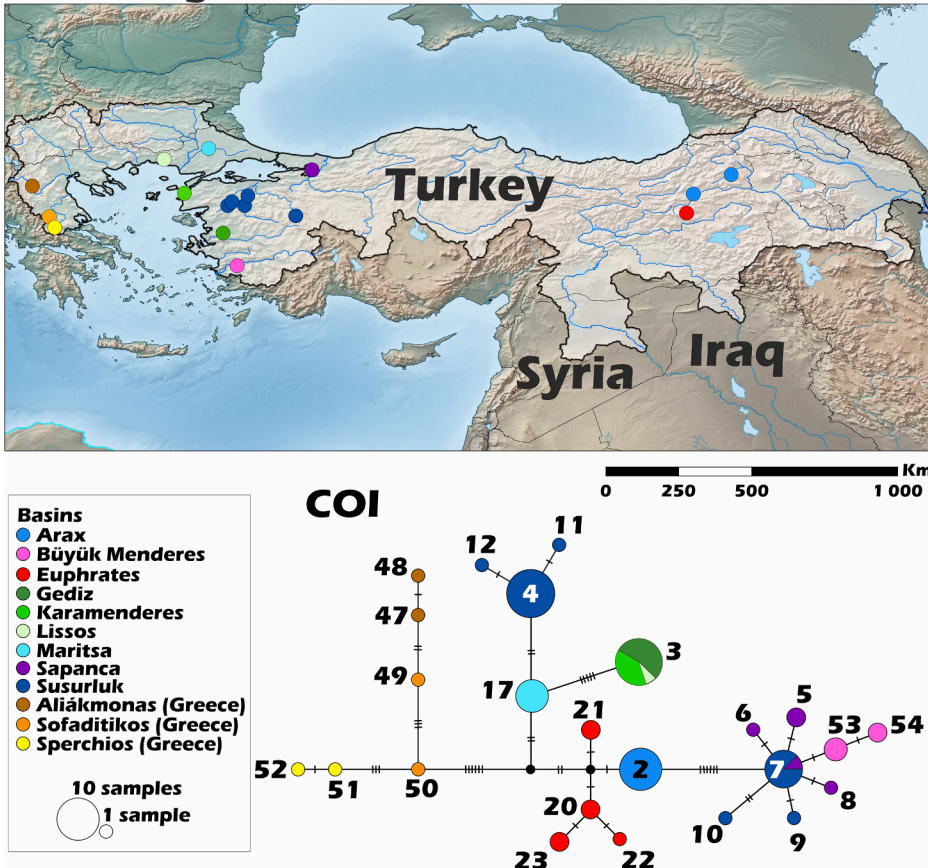 Turkey
Syria
Iraq
Km
0 250 500 1 000
COI
Basins
Arax
Büyük Menderes
Euphrates
Gediz
Karamenderes
Lissos
Maritsa
Sapanca
Susurluk
Aliákmonas (Greece)
Sofaditikos (Greece)
Sperchios (Greece)
10 samples
1 sample
11
12
48
4
47
3
49
17
21
5
6
53
54
52
51
50
2
7
20
8
10
9
23
22